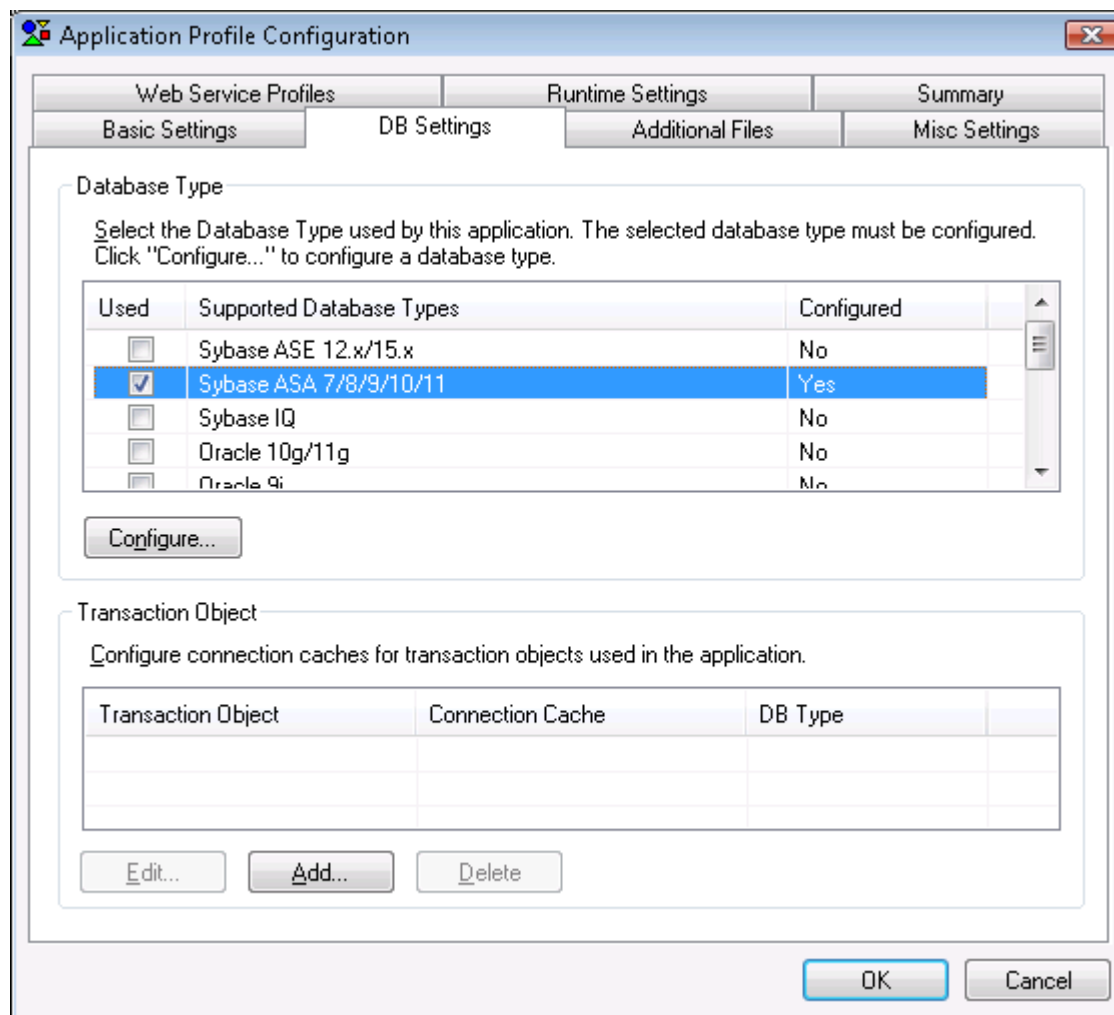 Application Profile Configuration
Web Service Profiles Runtime Settings Summary
Basic Settings DB Settings Additional Files Misc Settings
Database Type
Select the Database Type used by this application. The selected database type must be configured.
Click "Configure..." to configure a database type.
Used Supported Database Types Configured
Sybase ASE 12.x/15.x No
Sybase ASA 7/8/9/10/11 Yes
Sybase IQ No
Oracle 10g/11g No
Oracle 9i No
Configure...
Transaction Object
Configure connection caches for transaction objects used in the application.
Transaction Object Connection Cache DB Type
Edit... Add... Delete
OK Cancel